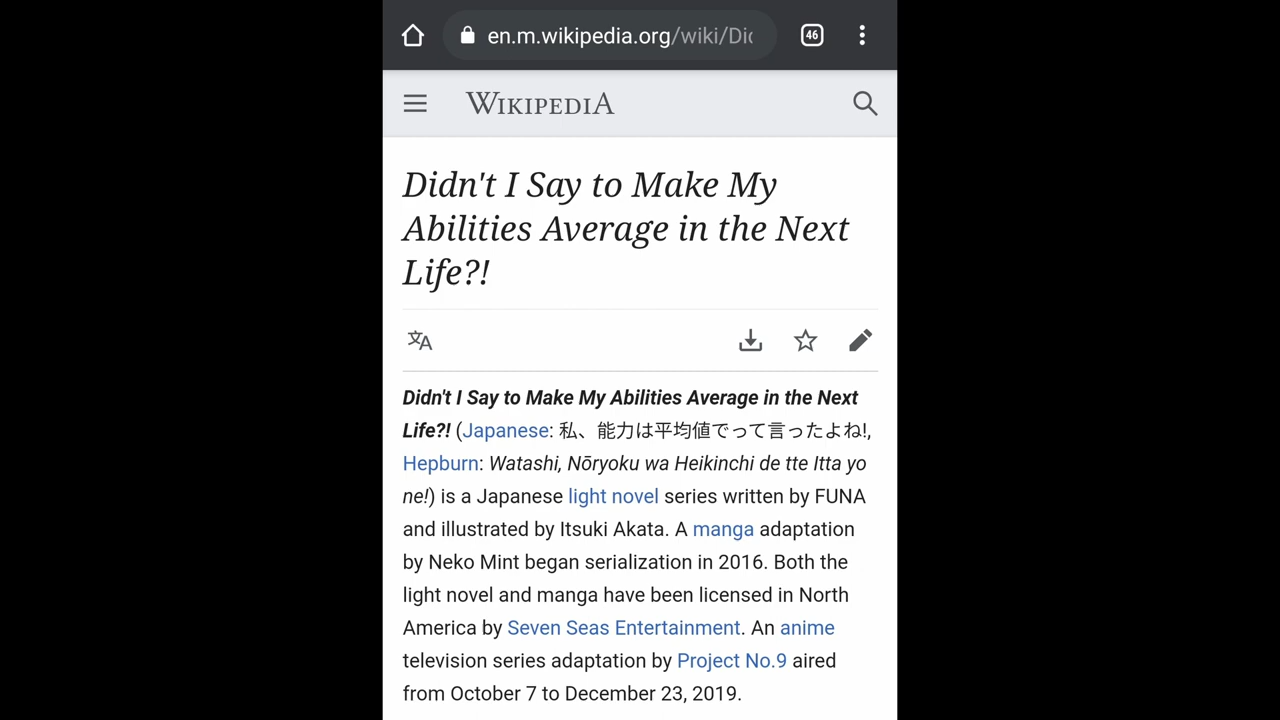 en.m.wikipedia.org/wiki/Dic
46
WIKIPEDIA
Didn't I Say to Make My
Abilities Average in the Next
Life?!
文A
Didn't I Say to Make My Abilities Average in the Next
Life?! (Japanese: 私、能力は平均値でって言ったよね!,
Hepburn: Watashi, Nōryoku wa Heikinchi de tte Itta yo
ne!) is a Japanese light novel series written by FUNA
and illustrated by Itsuki Akata. A manga adaptation
by Neko Mint began serialization in 2016. Both the
light novel and manga have been licensed in North
America by Seven Seas Entertainment. An anime
television series adaptation by Project No.9 aired
from October 7 to December 23, 2019.